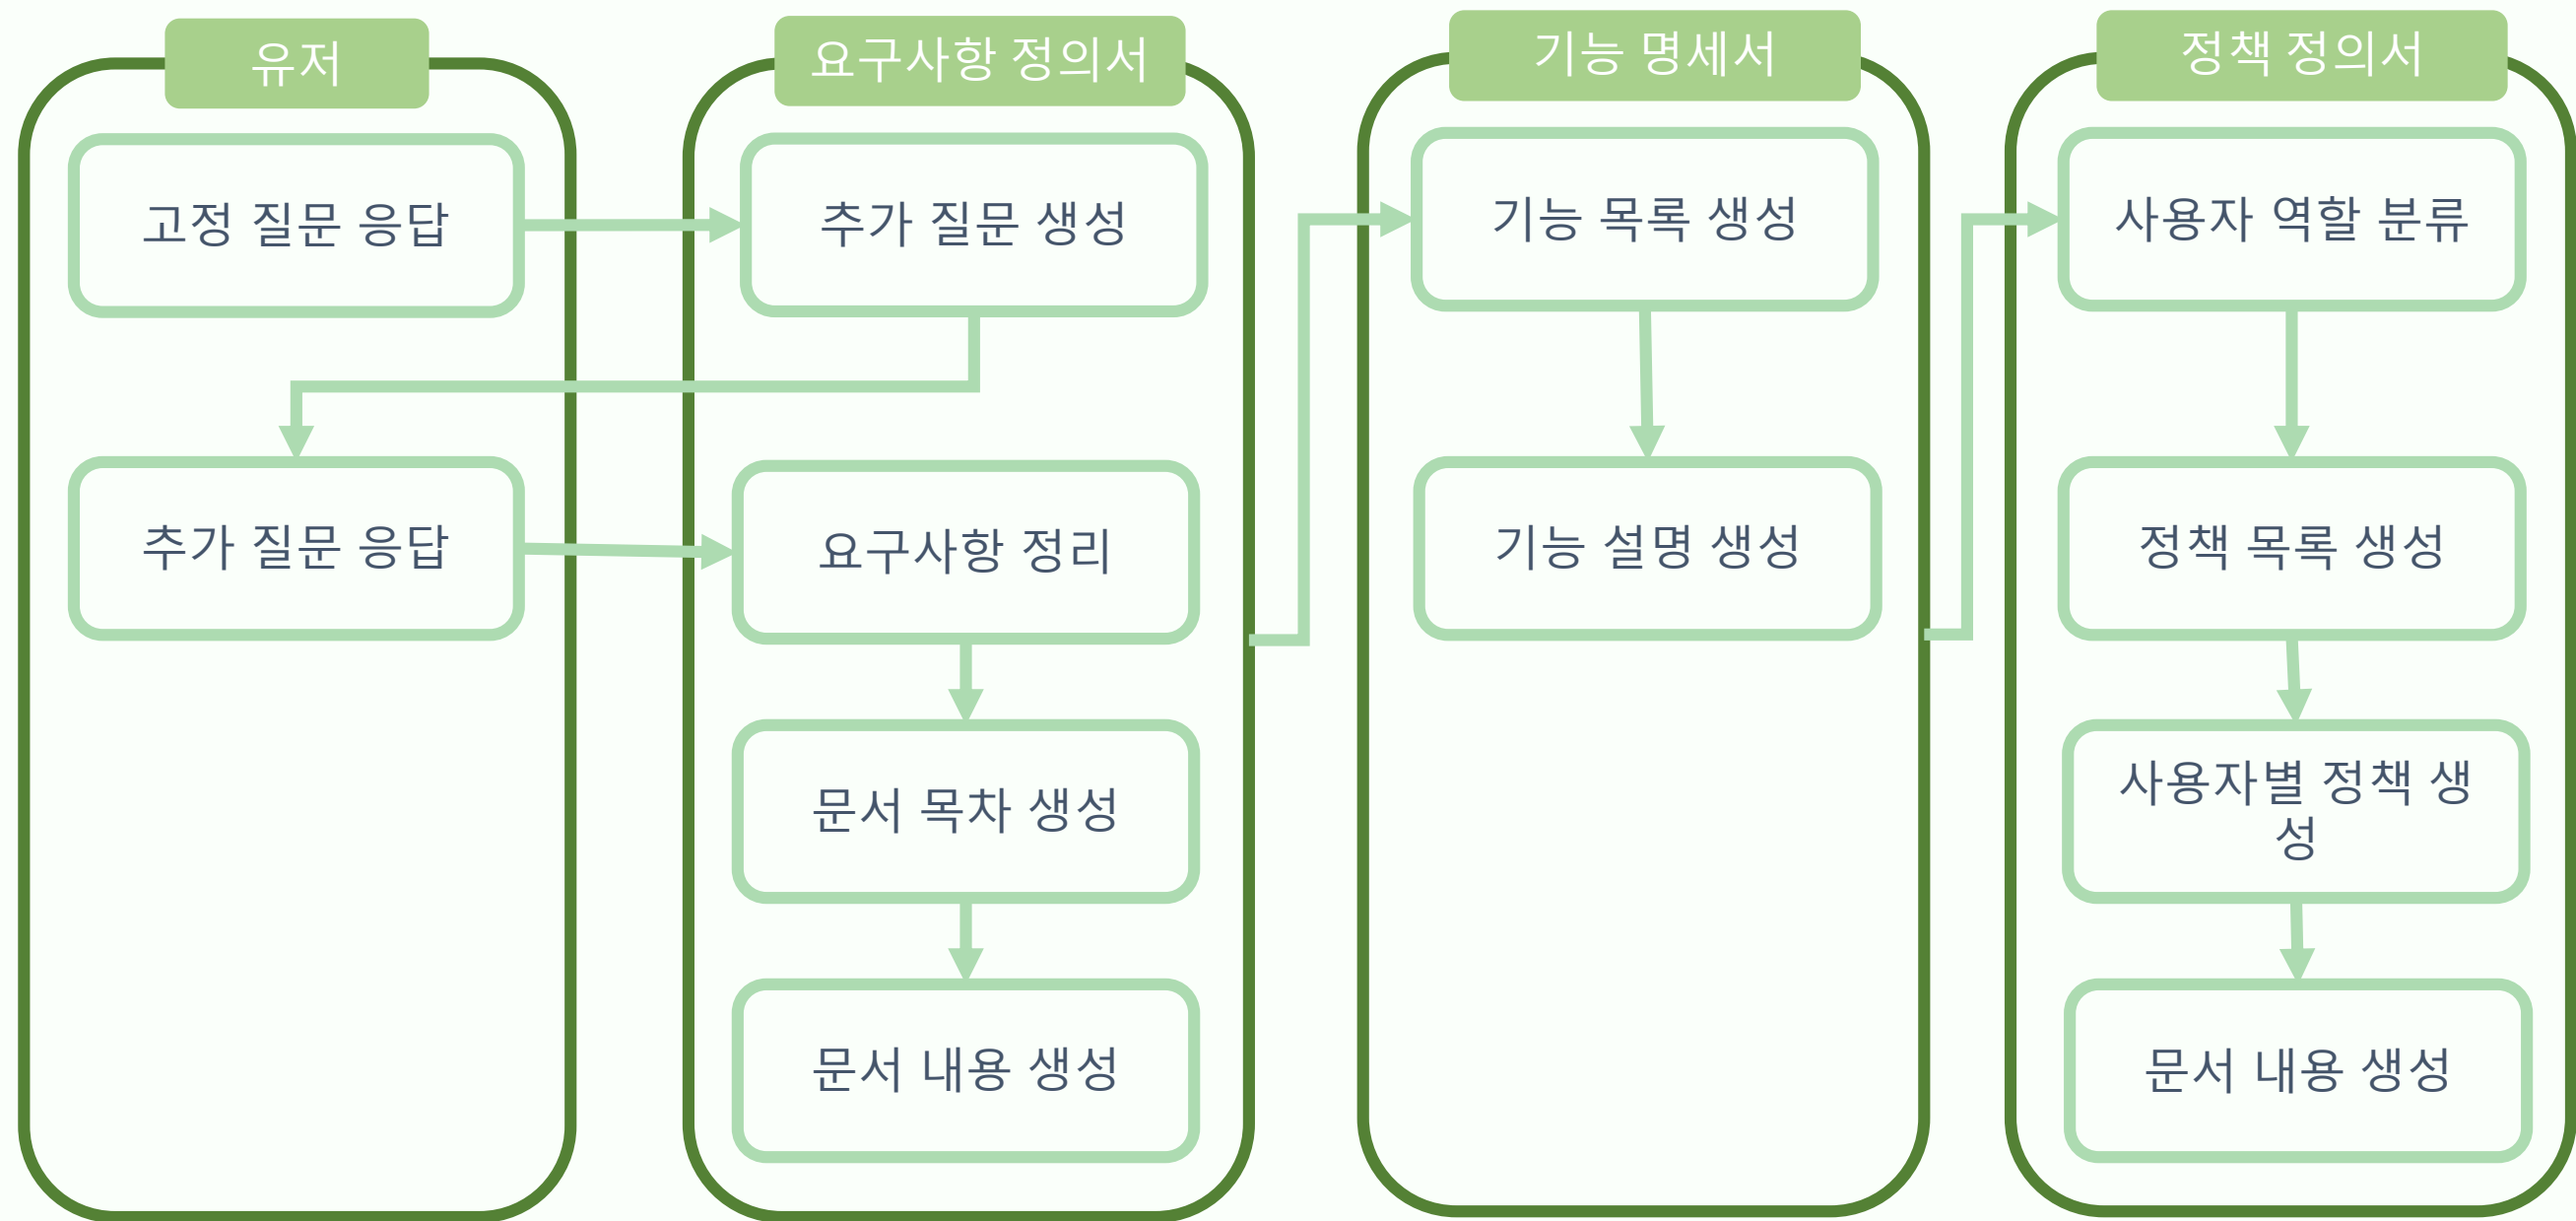 유저
고정 질문 응답
추가 질문 응답
요구사항 정의서
추가 질문 생성
요구사항 정리
문서 목차 생성
문서 내용 생성
기능 명세서
기능 목록 생성
기능 설명 생성
정책 정의서
사용자 역할 분류
정책 목록 생성
사용자별 정책 생
성
문서 내용 생성